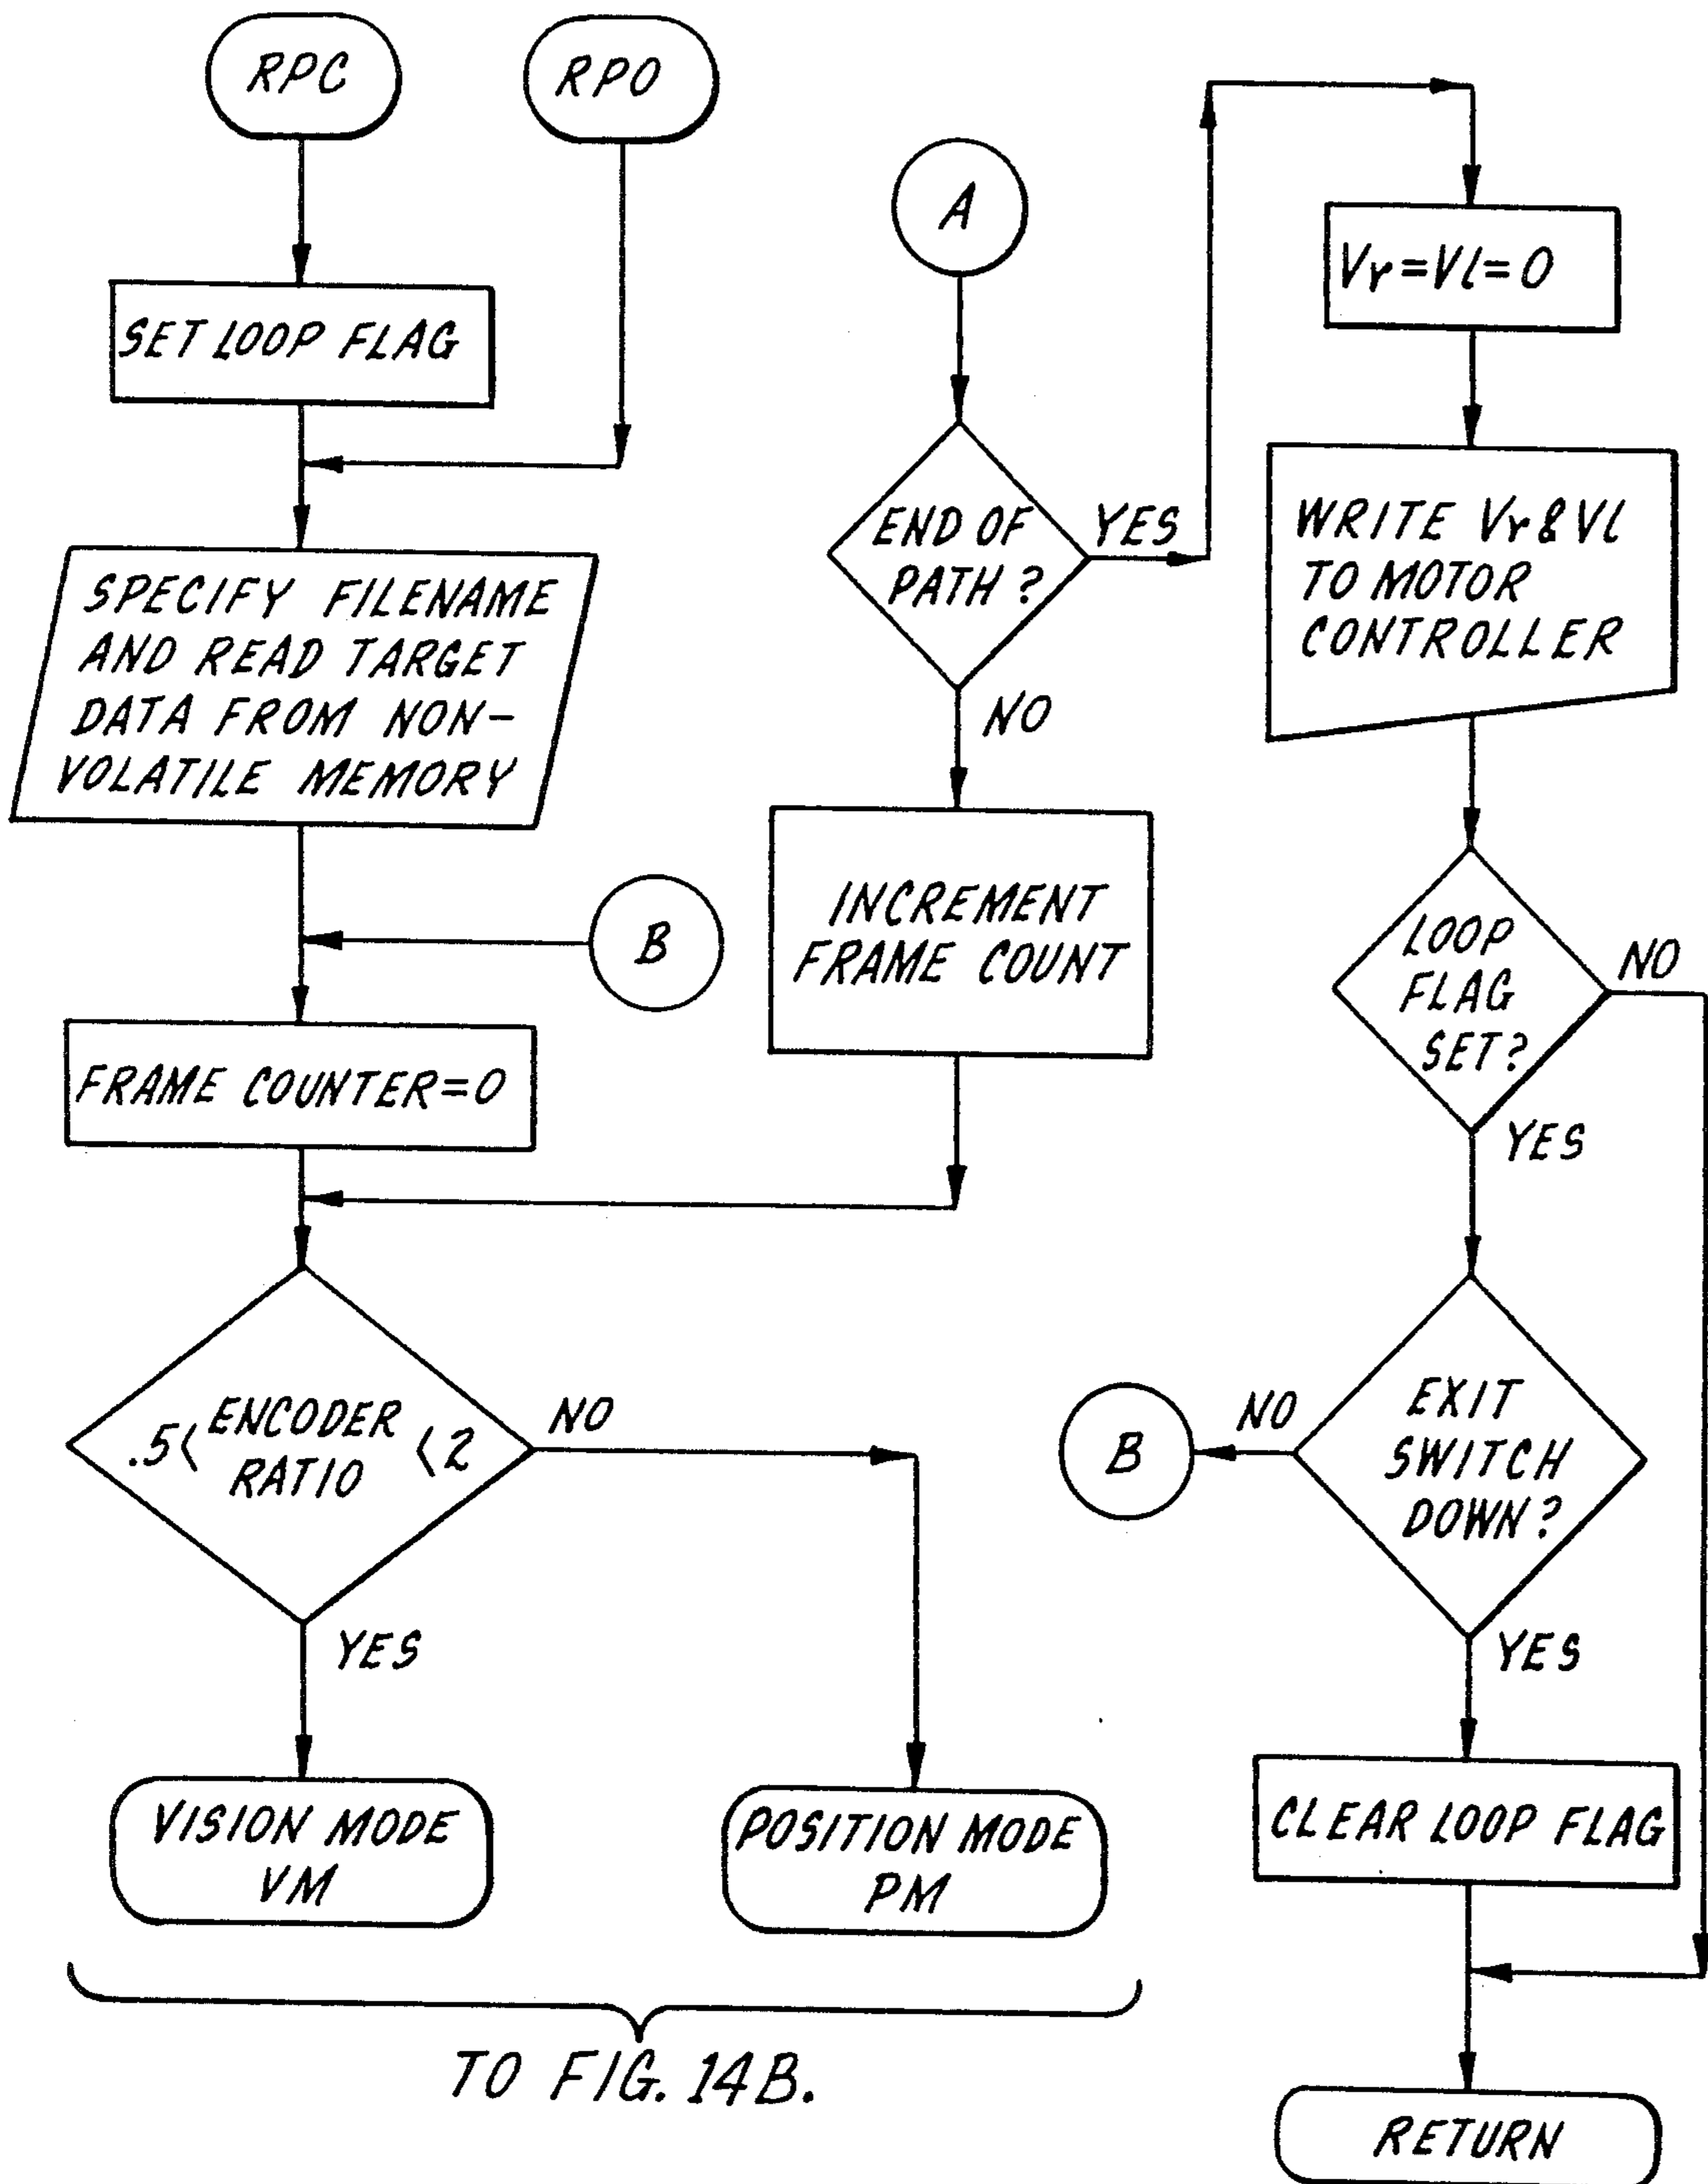 RPC
RPO
SET LOOP FLAG
SPECIFY FILENAME
AND READ TARGET
DATA FROM NON-
VOLATILE MEMORY
B
FRAME COUNTER=0
.5< ENCODER
RATIO <2
NO
YES
VISION MODE
VM
POSITION MODE
PM
TO FIG. 14B.
A
END OF
PATH?
YES
NO
INCREMENT
FRAME COUNT
Vr=Vl=0
WRITE Vr&Vl
TO MOTOR
CONTROLLER
LOOP
FLAG
SET?
NO
YES
EXIT
SWITCH
DOWN?
NO
B
YES
CLEAR LOOP FLAG
RETURN